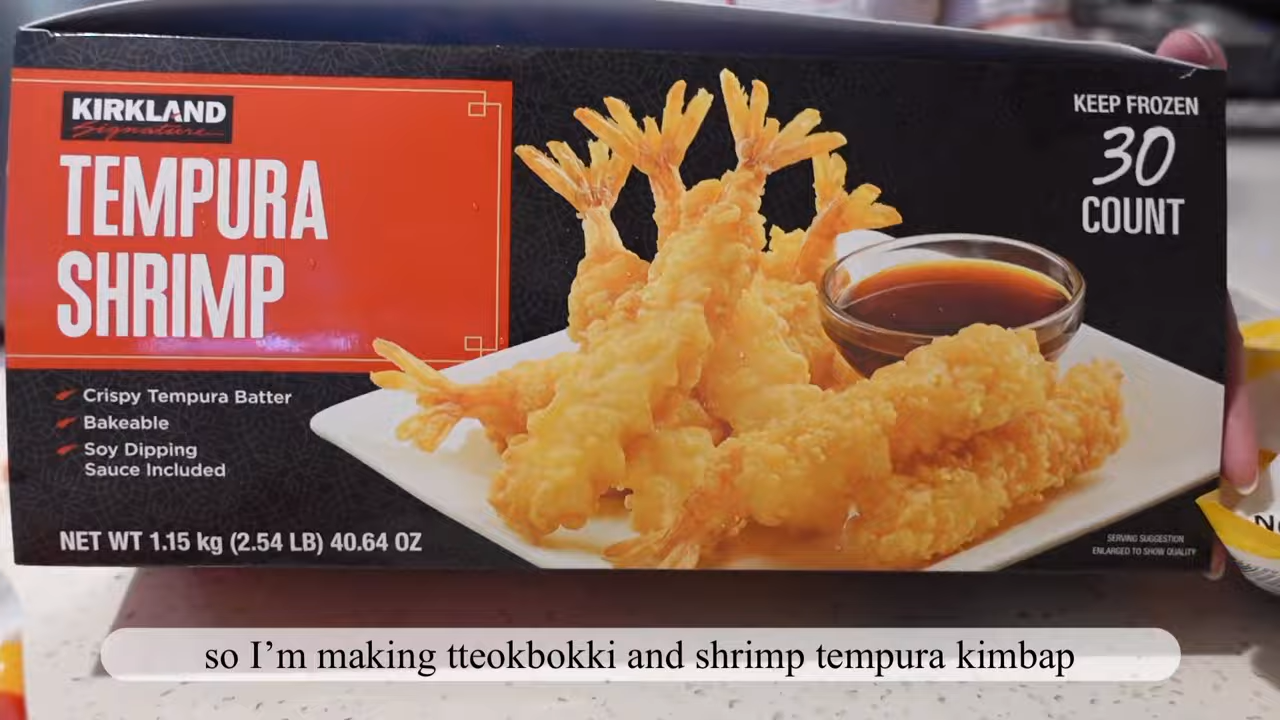 KIRKLAND
Signature
TEMPURA
SHRIMP
Crispy Tempura Batter
Bakeable
Soy Dipping
Sauce Included
NET WT 1.15 kg (2.54 LB) 40.64 OZ
KEEP FROZEN
30
COUNT
SERVING SUGGESTION
ENLARGED TO SHOW QUALITY
N
so I'm making tteokbokki and shrimp tempura kimbap